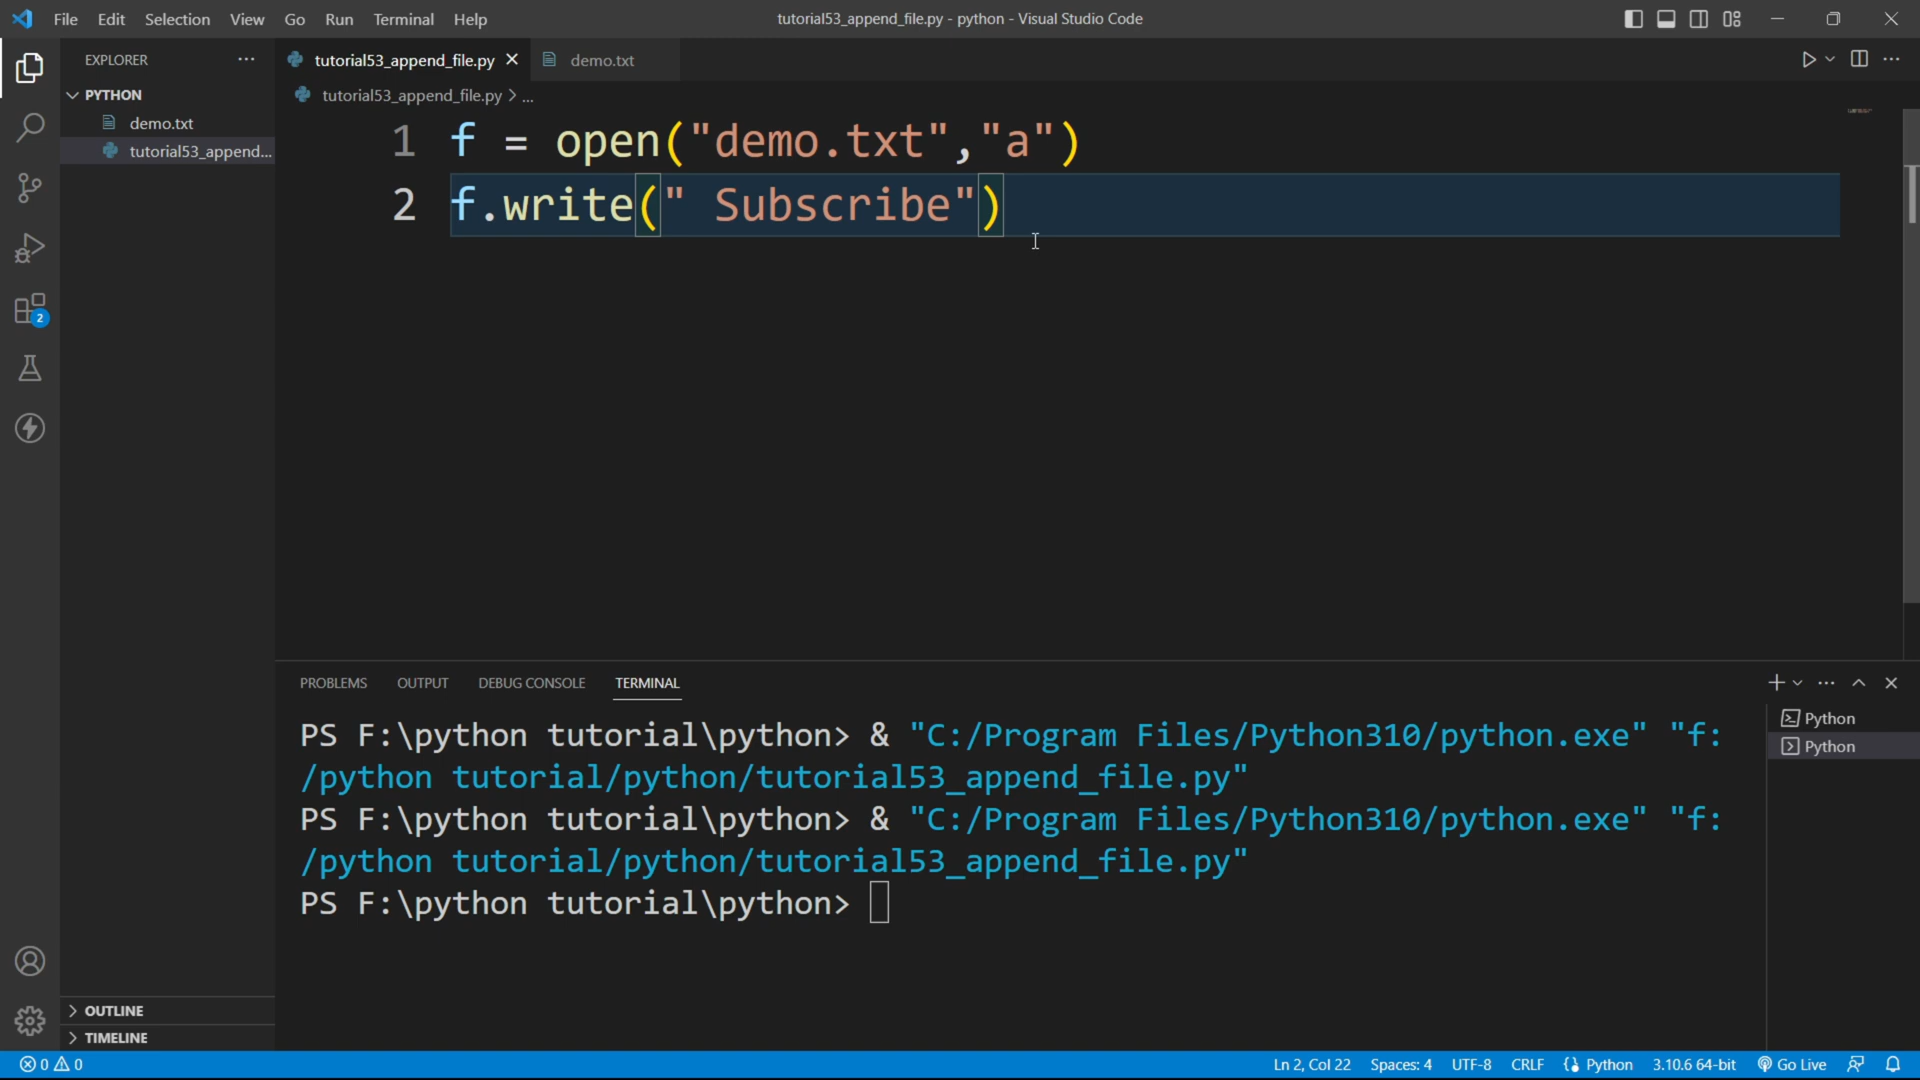 File Edit Selection View Go Run Terminal Help
tutorial53_append_file.py - python - Visual Studio Code
EXPLORER
PYTHON
demo.txt
tutorial53_append...
tutorial53_append_file.py demo.txt
tutorial53_append_file.py > ...
1 f = open("demo.txt","a")
2 f.write(" Subscribe")
2
PROBLEMS OUTPUT DEBUG CONSOLE TERMINAL
PS F:\python tutorial\python> & "C:/Program Files/Python310/python.exe" "f:
/python tutorial/python/tutorial53_append_file.py"
PS F:\python tutorial\python> & "C:/Program Files/Python310/python.exe" "f:
/python tutorial/python/tutorial53_append_file.py"
PS F:\python tutorial\python>
Python
Python
OUTLINE
TIMELINE
0 0 Ln 2, Col 22 Spaces: 4 UTF-8 CRLF Python 3.10.6 64-bit Go Live